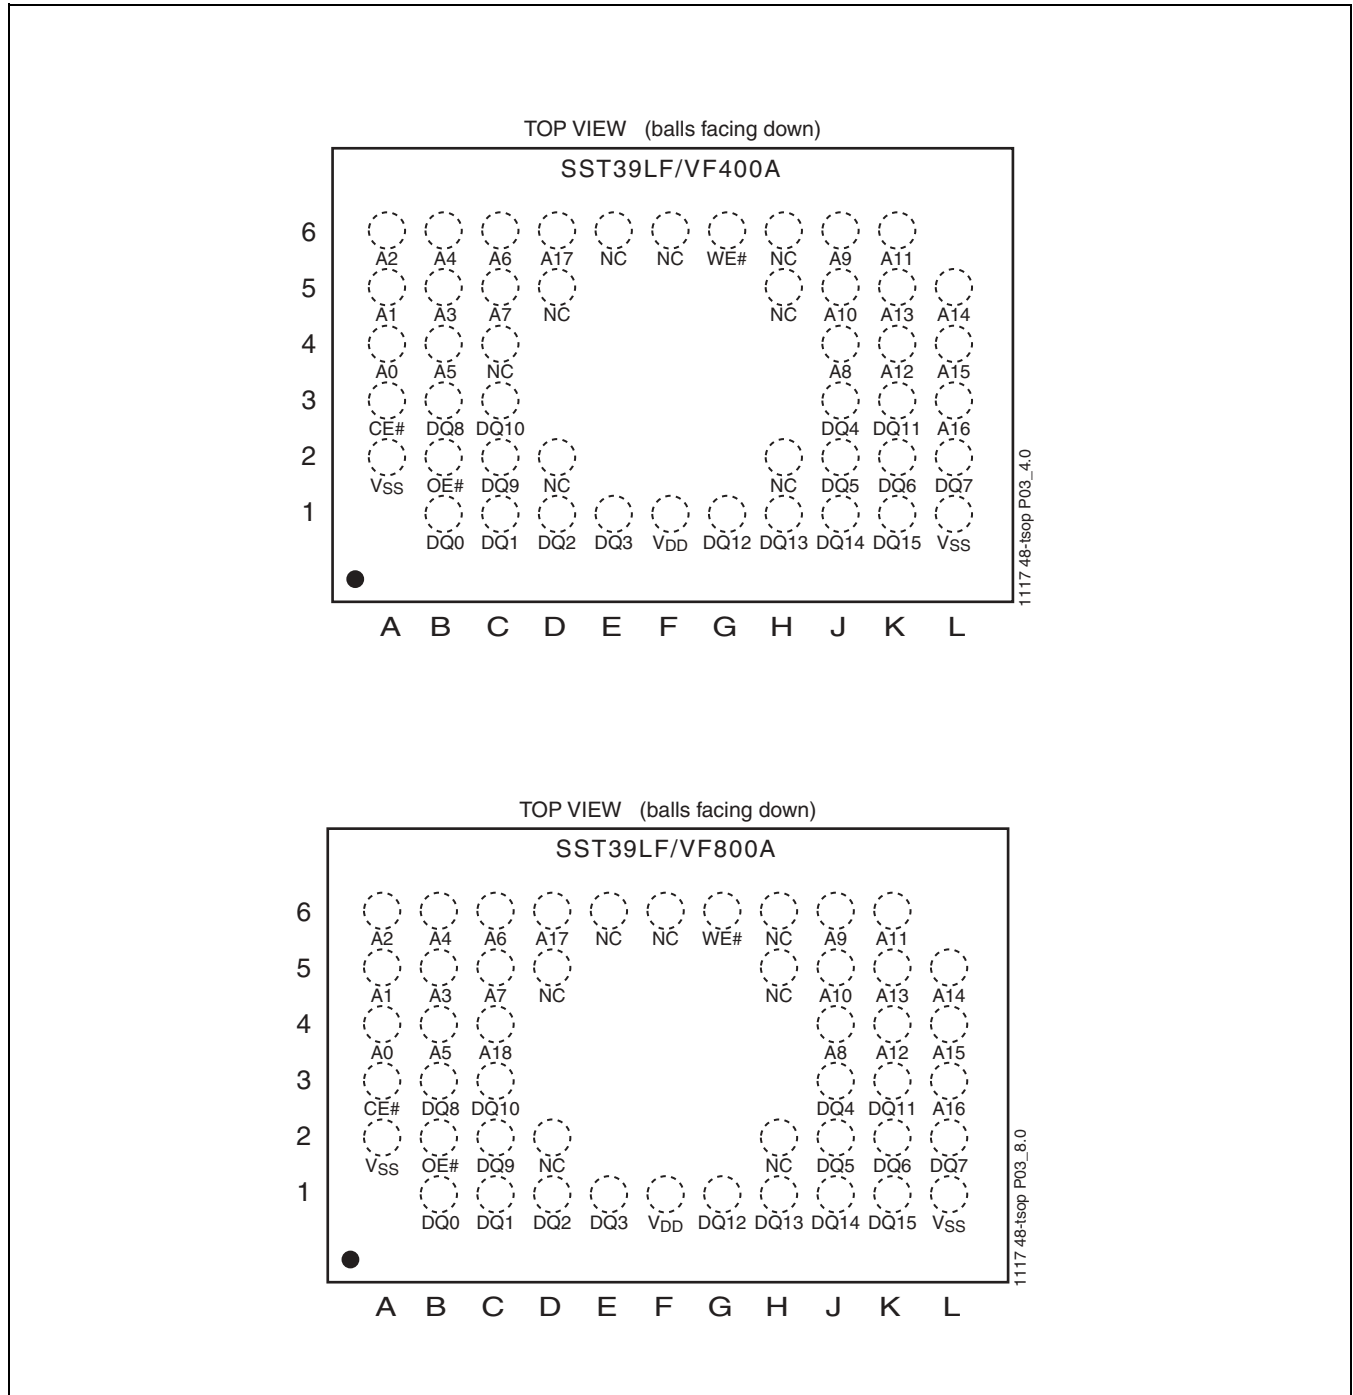 TOP VIEW (balls facing down)
SST39LF/VF400A
6
A2 A4 A6 A17 NC NC WE# NC A9 A11
5
A1 A3 A7 NC NC A10 A13 A14
4
A0 A5 NC A8 A12 A15
3
CE# DQ8 DQ10 DQ4 DQ11 A16
2
VSS OE# DQ9 NC NC DQ5 DQ6 DQ7
1
DQ0 DQ1 DQ2 DQ3 VDD DQ12 DQ13 DQ14 DQ15 VSS
1117 48-tsop P03_4.0
A B C D E F G H J K L
TOP VIEW (balls facing down)
SST39LF/VF800A
6
A2 A4 A6 A17 NC NC WE# NC A9 A11
5
A1 A3 A7 NC NC A10 A13 A14
4
A0 A5 A18 A8 A12 A15
3
CE# DQ8 DQ10 DQ4 DQ11 A16
2
VSS OE# DQ9 NC NC DQ5 DQ6 DQ7
1
DQ0 DQ1 DQ2 DQ3 VDD DQ12 DQ13 DQ14 DQ15 VSS
1117 48-tsop P03_8.0
A B C D E F G H J K L